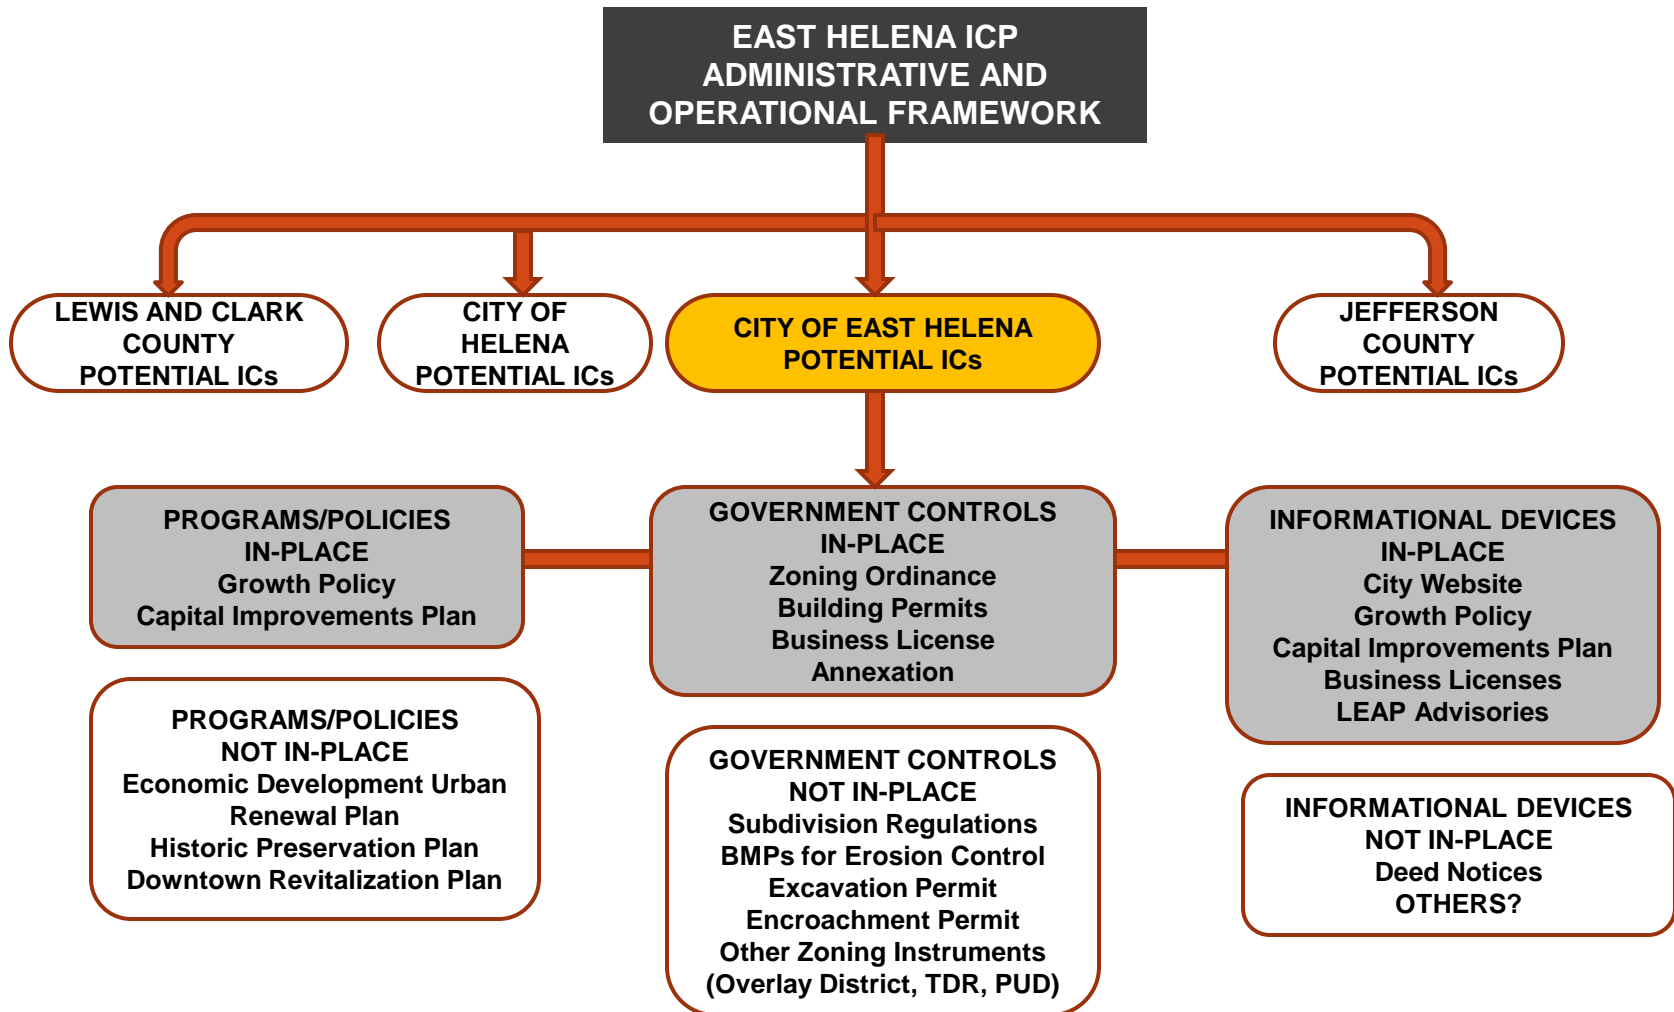 EAST HELENA ICP
ADMINISTRATIVE AND
OPERATIONAL FRAMEWORK
LEWIS AND CLARK
COUNTY
POTENTIAL ICs
CITY OF
HELENA
POTENTIAL ICs
CITY OF EAST HELENA
POTENTIAL ICs
JEFFERSON
COUNTY
POTENTIAL ICs
PROGRAMS/POLICIES
IN-PLACE
Growth Policy
Capital Improvements Plan
GOVERNMENT CONTROLS
IN-PLACE
Zoning Ordinance
Building Permits
Business License
Annexation
INFORMATIONAL DEVICES
IN-PLACE
City Website
Growth Policy
Capital Improvements Plan
Business Licenses
LEAP Advisories
PROGRAMS/POLICIES
NOT IN-PLACE
Economic Development Urban
Renewal Plan
Historic Preservation Plan
Downtown Revitalization Plan
GOVERNMENT CONTROLS
NOT IN-PLACE
Subdivision Regulations
BMPs for Erosion Control
Excavation Permit
Encroachment Permit
Other Zoning Instruments
(Overlay District, TDR, PUD)
INFORMATIONAL DEVICES
NOT IN-PLACE
Deed Notices
OTHERS?